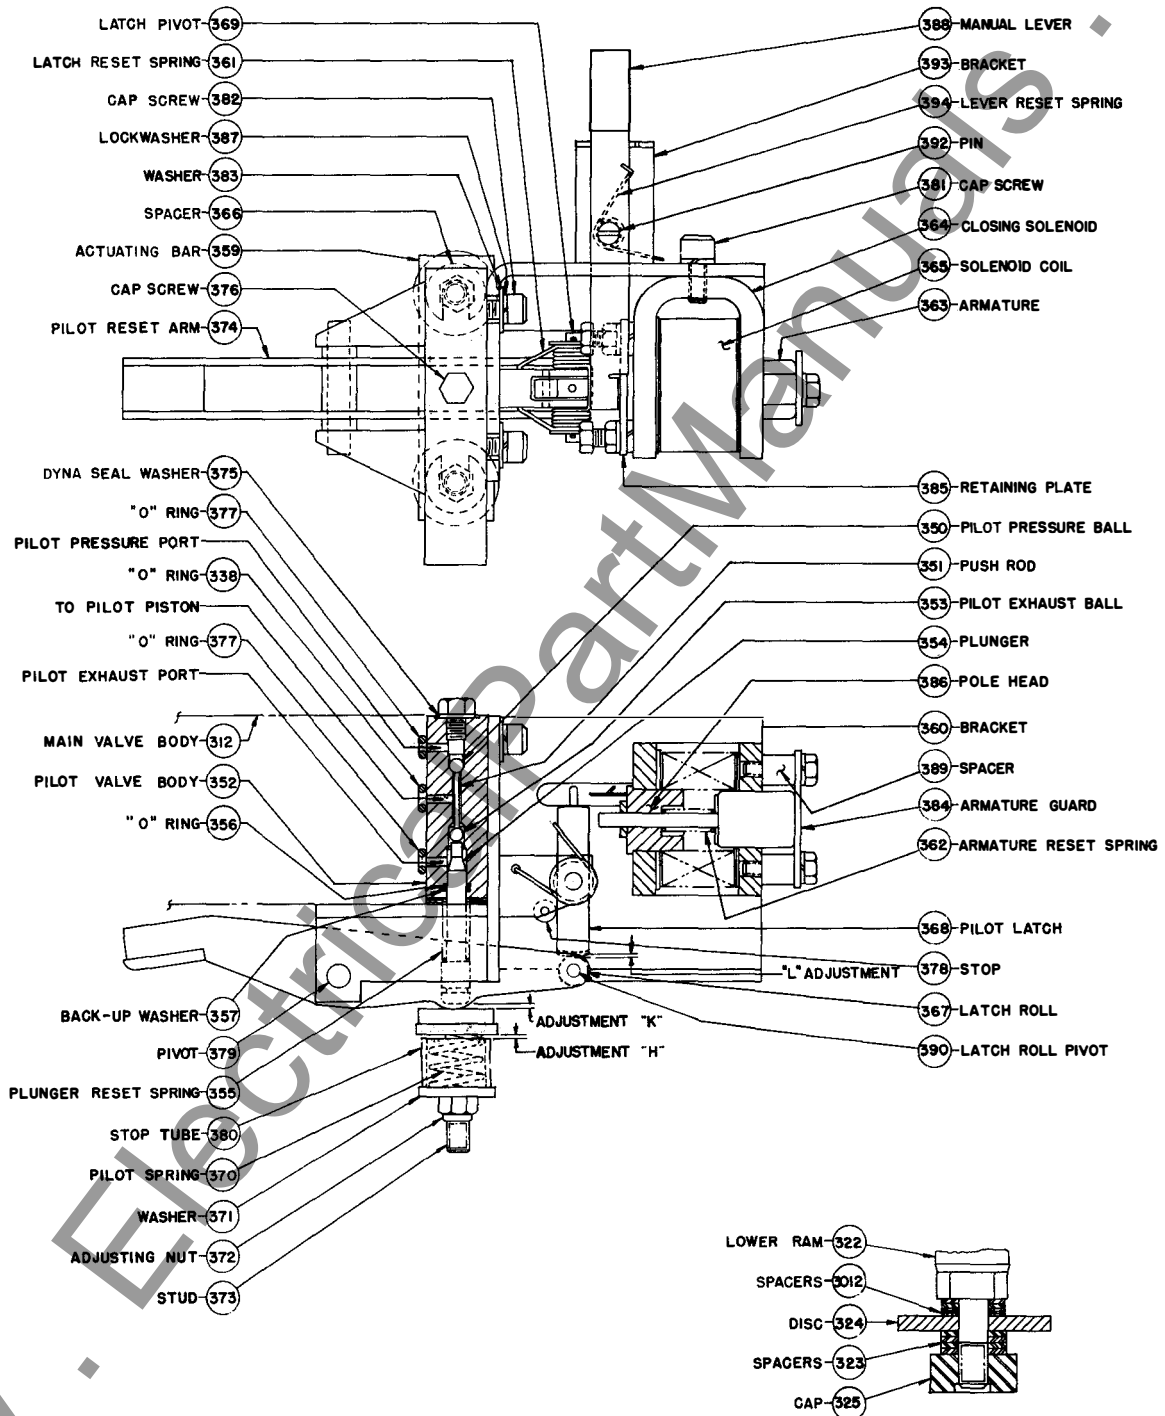 LATCH PIVOT 369
LATCH RESET SPRING 361
CAP SCREW 382
LOCKWASHER 387
WASHER 383
SPACER 366
ACTUATING BAR 359
CAP SCREW 376
PILOT RESET ARM 374
388 MANUAL LEVER
393 BRACKET
394 LEVER RESET SPRING
392 PIN
381 CAP SCREW
364 CLOSING SOLENOID
365 SOLENOID COIL
363 ARMATURE
DYNA SEAL WASHER 375
"O" RING 377
PILOT PRESSURE PORT
"O" RING 338
TO PILOT PISTON
"O" RING 377
PILOT EXHAUST PORT
MAIN VALVE BODY 312
PILOT VALVE BODY 352
"O" RING 356
385 RETAINING PLATE
350 PILOT PRESSURE BALL
351 PUSH ROD
353 PILOT EXHAUST BALL
354 PLUNGER
386 POLE HEAD
360 BRACKET
389 SPACER
384 ARMATURE GUARD
362 ARMATURE RESET SPRING
368 PILOT LATCH
378 STOP
367 LATCH ROLL
390 LATCH ROLL PIVOT
"L" ADJUSTMENT
ADJUSTMENT "K"
ADJUSTMENT "H"
BACK-UP WASHER 357
PIVOT 379
PLUNGER RESET SPRING 355
STOP TUBE 380
PILOT SPRING 370
WASHER 371
ADJUSTING NUT 372
STUD 373
LOWER RAM 322
SPACERS 3012
DISC 324
SPACERS 323
CAP 325
. ElectricalPartManuals .